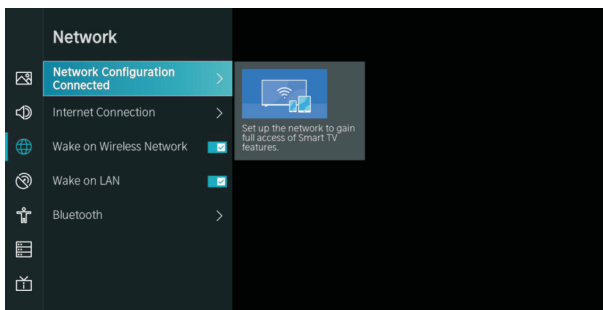 Network
Network Configuration
Connected
Set up the network to gain
full access of Smart TV
features.
Internet Connection
Wake on Wireless Network
Wake on LAN
Bluetooth